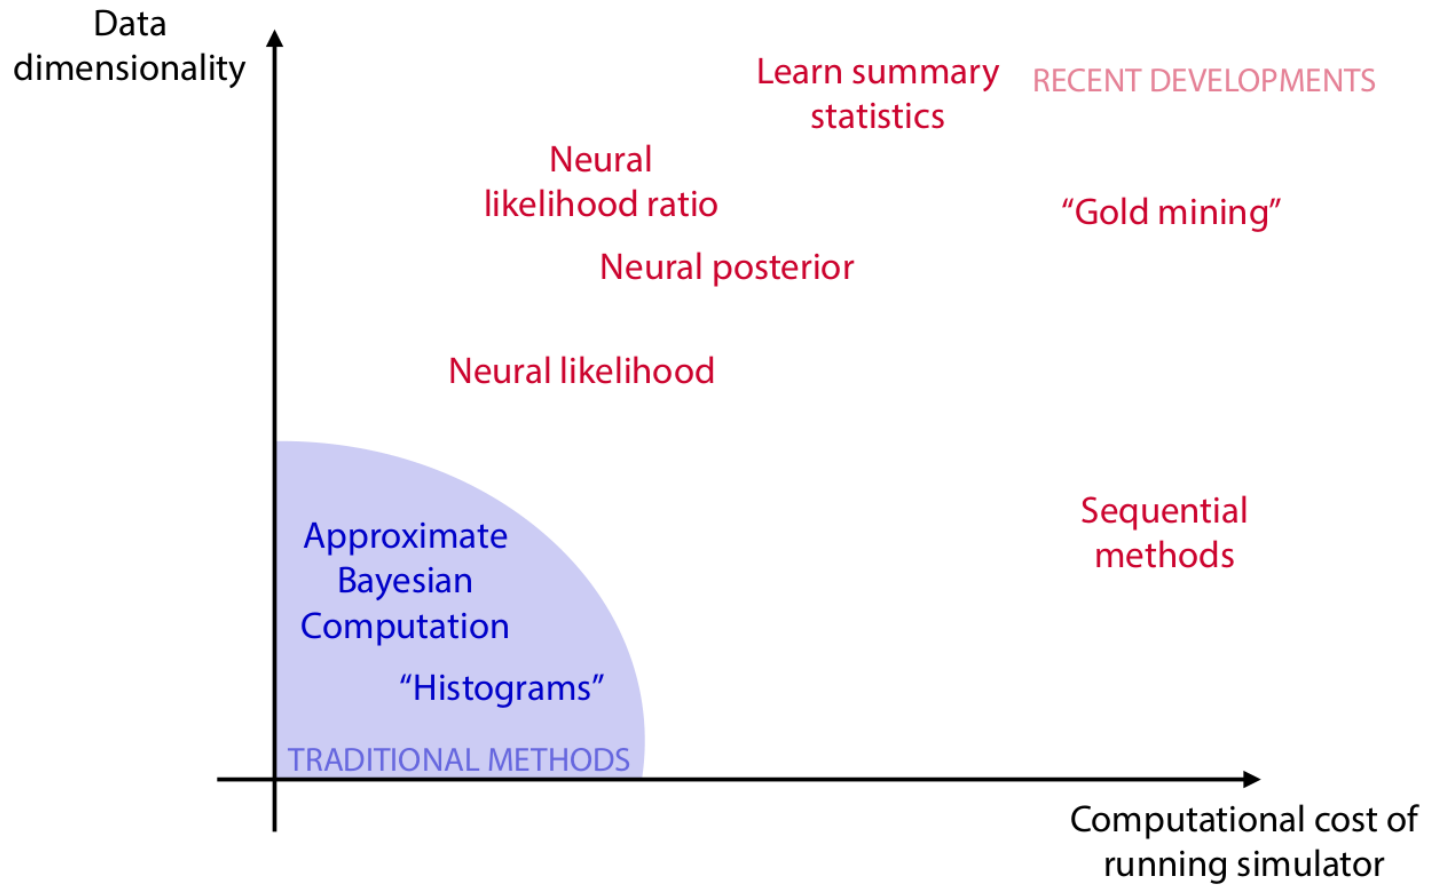 Data
dimensionality
Learn summary
statistics
RECENT DEVELOPMENTS
Neural
likelihood ratio
“Gold mining”
Neural posterior
Neural likelihood
Sequential
methods
Approximate
Bayesian
Computation
“Histograms”
TRADITIONAL METHODS
Computational cost of
running simulator